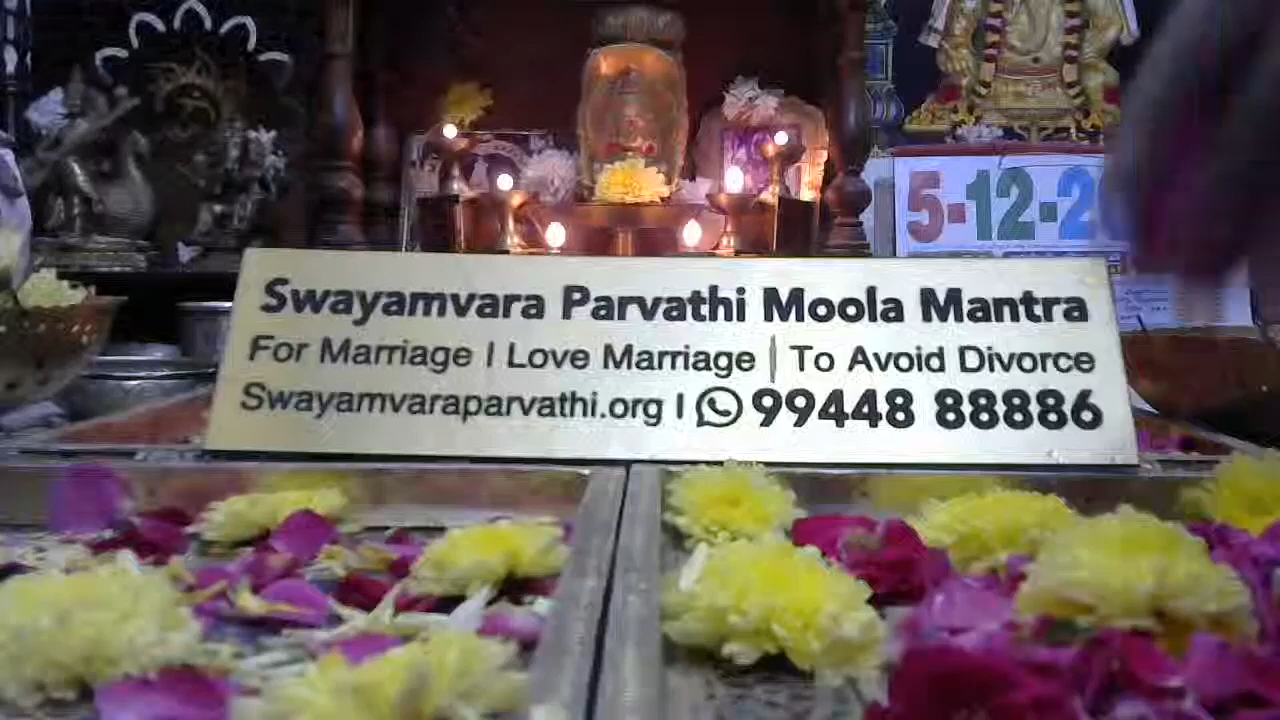 5-12-2
Swayamvara Parvathi Moola Mantra
For Marriage | Love Marriage | To Avoid Divorce
Swayamvaraparvathi.org | 99448 88886